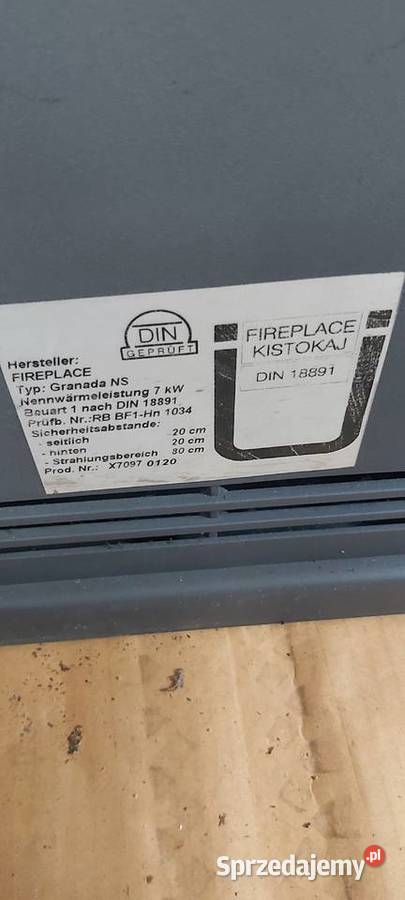 DIN
GEPRÜFT
Hersteller:
FIREPLACE
Typ: Granada NS
Nennwärmeleistung 7 kW
Bauart 1 nach DIN 18891
Prüfb. Nr.:RB BF1-Hn 1034
Sicherheitsabstande:
- seitlich 20 cm
- hinten 20 cm
- Strahlungsbereich 80 cm
Prod. Nr.: X7097 0120
FIREPLACE
KISTOKAJ
DIN 18891
Sprzedajemy.pl